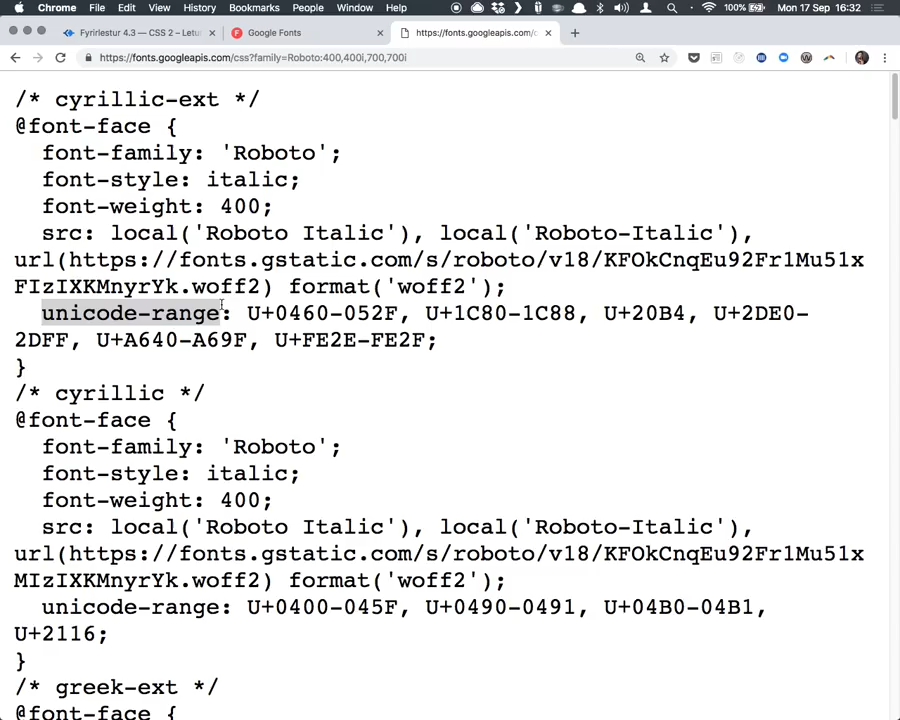 Chrome File Edit View History Bookmarks People Window Help 100% Mon 17 Sep 16:32
Fyrirlestur 4.3 — CSS 2 – Letu
Google Fonts
https://fonts.googleapis.com/c
https://fonts.googleapis.com/css?family=Roboto:400,400i,700,700i
/* cyrillic-ext */
@font-face {
font-family: 'Roboto';
font-style: italic;
font-weight: 400;
src: local('Roboto Italic'), local('Roboto-Italic'),
url(https://fonts.gstatic.com/s/roboto/v18/KFOkCnqEu92Fr1Mu51x
FIzIXKMnyrYk.woff2) format('woff2');
unicode-range: U+0460-052F, U+1C80-1C88, U+20B4, U+2DE0-
2DFF, U+A640-A69F, U+FE2E-FE2F;
}
/* cyrillic */
@font-face {
font-family: 'Roboto';
font-style: italic;
font-weight: 400;
src: local('Roboto Italic'), local('Roboto-Italic'),
url(https://fonts.gstatic.com/s/roboto/v18/KFOkCnqEu92Fr1Mu51x
MIzIXKMnyrYk.woff2) format('woff2');
unicode-range: U+0400-045F, U+0490-0491, U+04B0-04B1,
U+2116;
}
/* greek-ext */
@font-face {